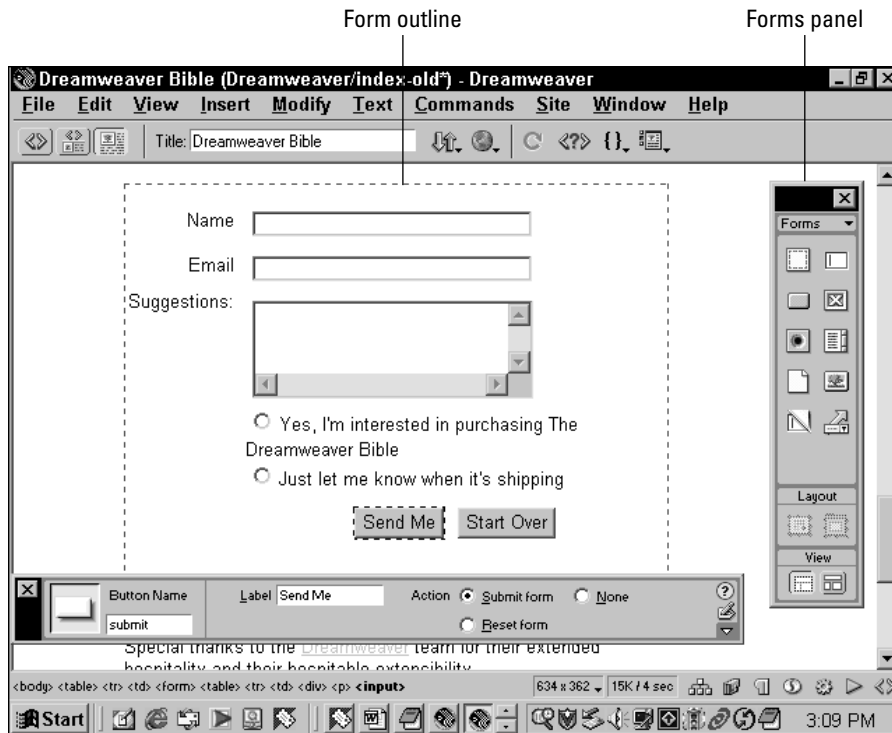 Form outline
Forms panel
Dreamweaver Bible (Dreamweaver/index-old*) - Dreamweaver
File Edit View Insert Modify Text Commands Site Window Help
Title: Dreamweaver Bible
Name
Forms
Email
Suggestions:
Yes, I'm interested in purchasing The
Dreamweaver Bible
Just let me know when it's shipping
Send Me Start Over
Layout
View
Button Name
Label Send Me
Action Submit form None
submit
Reset form
Special thanks to the Dreamweaver team for their extended
hospitality and their hospitable extensibility
<body> <table> <tr> <td> <form> <table> <tr> <td> <div> <p> <input>
634 x 362 15K / 4 sec
Start
3:09 PM